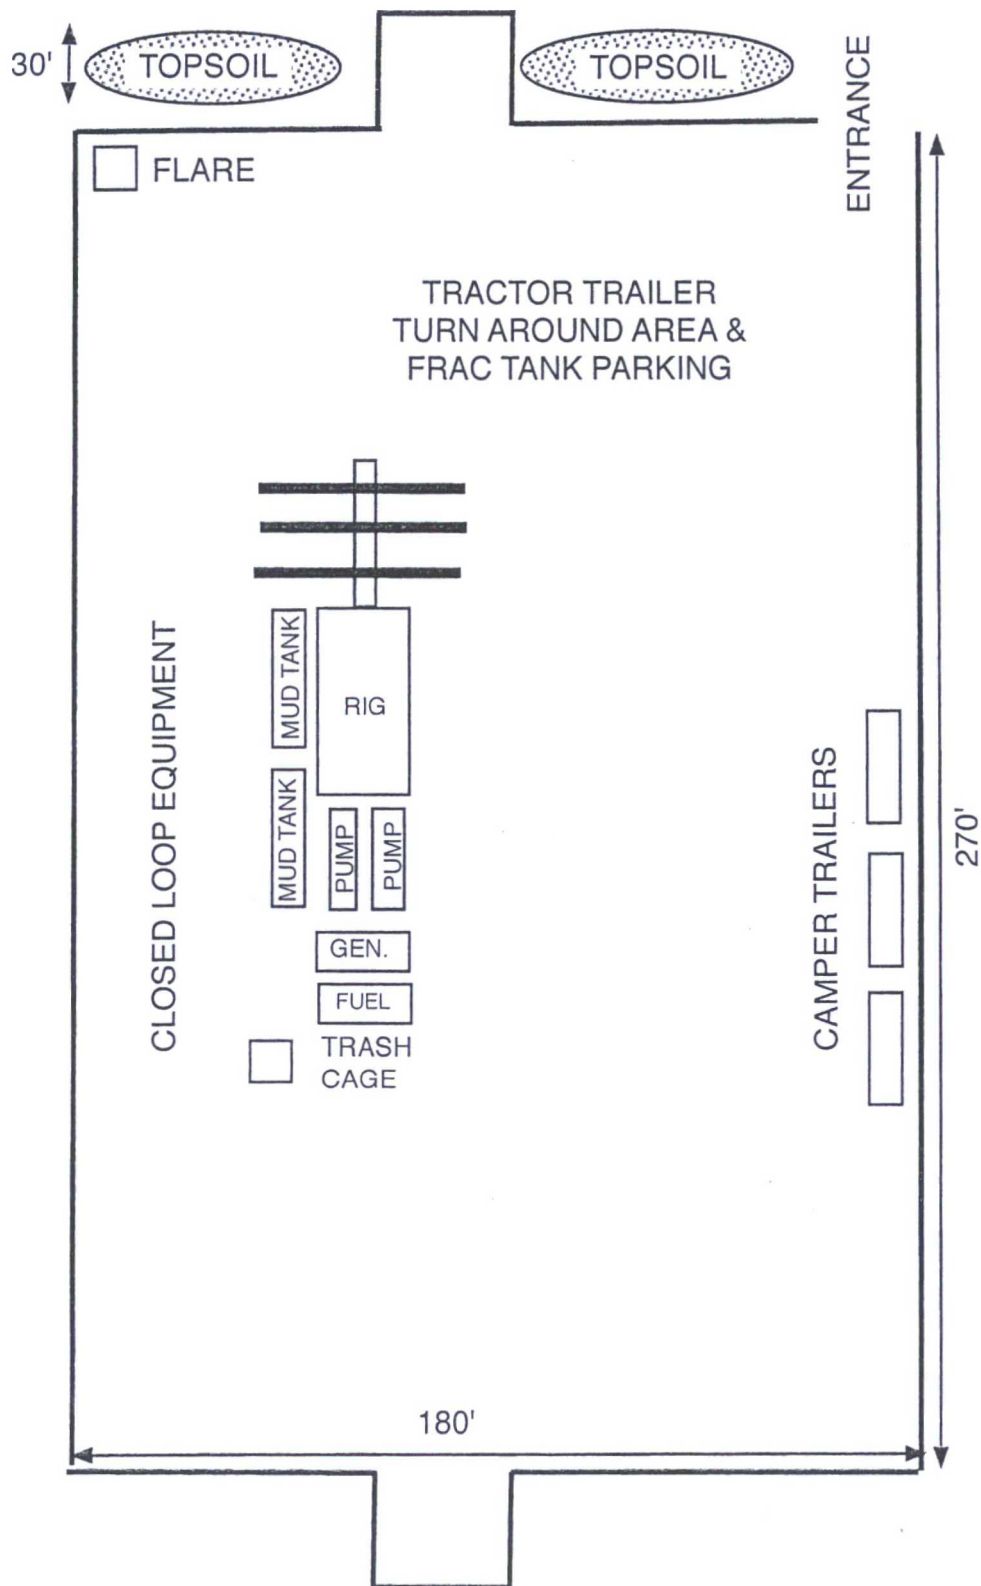 30'
TOPSOIL
TOPSOIL
ENTRANCE
FLARE
TRACTOR TRAILER
TURN AROUND AREA &
FRAC TANK PARKING
CLOSED LOOP EQUIPMENT
MUD TANK
RIG
MUD TANK
PUMP
PUMP
GEN.
FUEL
TRASH
CAGE
CAMPER TRAILERS
270'
180'